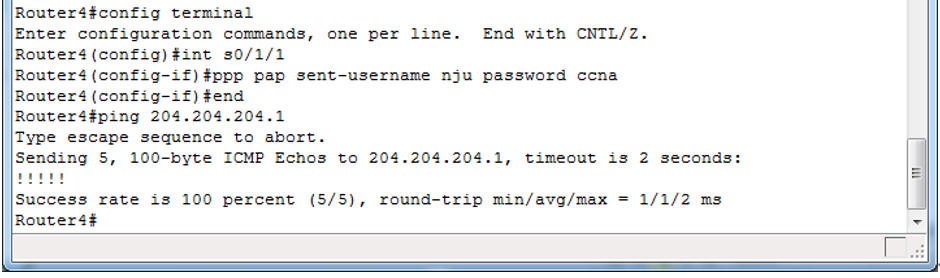 Router4#config terminal
Enter configuration commands, one per line.  End with CNTL/Z.
Router4(config)#int s0/1/1
Router4(config-if)#ppp pap sent-username nju password ccna
Router4(config-if)#end
Router4#ping 204.204.204.1
Type escape sequence to abort.
Sending 5, 100-byte ICMP Echos to 204.204.204.1, timeout is 2 seconds:
!!!!!
Success rate is 100 percent (5/5), round-trip min/avg/max = 1/1/2 ms
Router4#